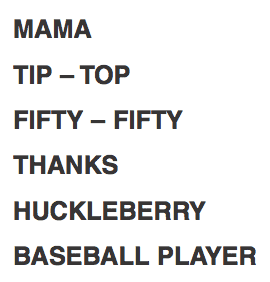 MAMA
TIP – TOP
FIFTY – FIFTY
THANKS
HUCKLEBERRY
BASEBALL PLAYER